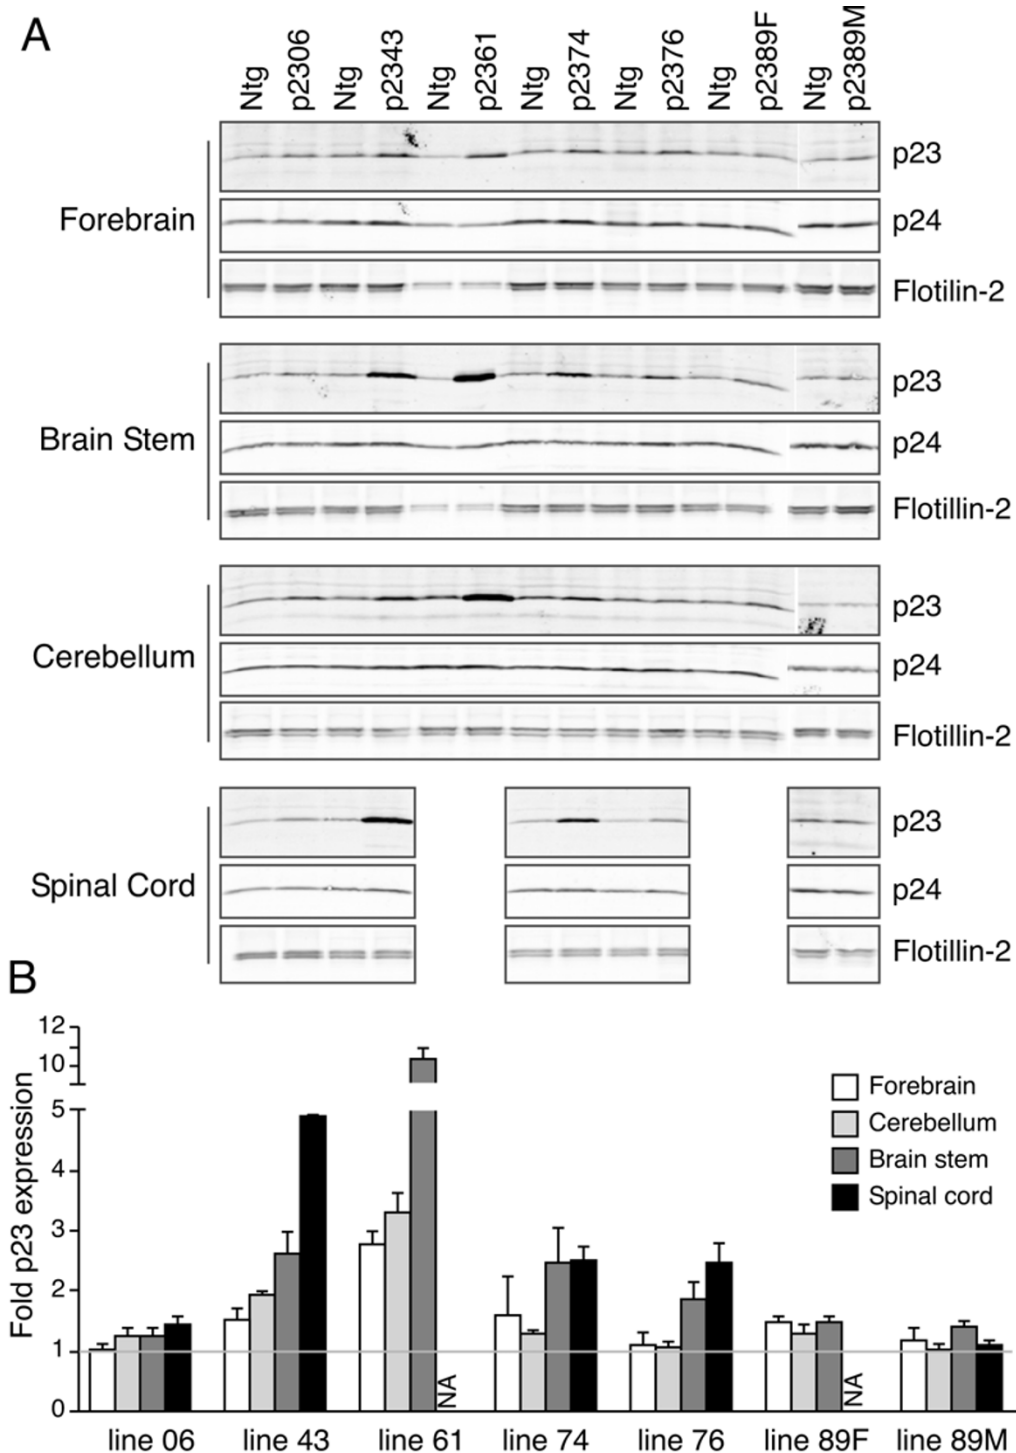 A
Ntg p2306 Ntg p2343 Ntg p2361 Ntg p2374 Ntg p2376 Ntg p2389F Ntg p2389M
p23
Forebrain
p24
Flotilin-2
p23
Brain Stem
p24
Flotillin-2
p23
Cerebellum
p24
Flotillin-2
p23
Spinal Cord
p24
Flotillin-2
B
Fold p23 expression
12
10
5
4
3
2
1
0
Forebrain
Cerebellum
Brain stem
Spinal cord
NA
NA
line 06 line 43 line 61 line 74 line 76 line 89F line 89M